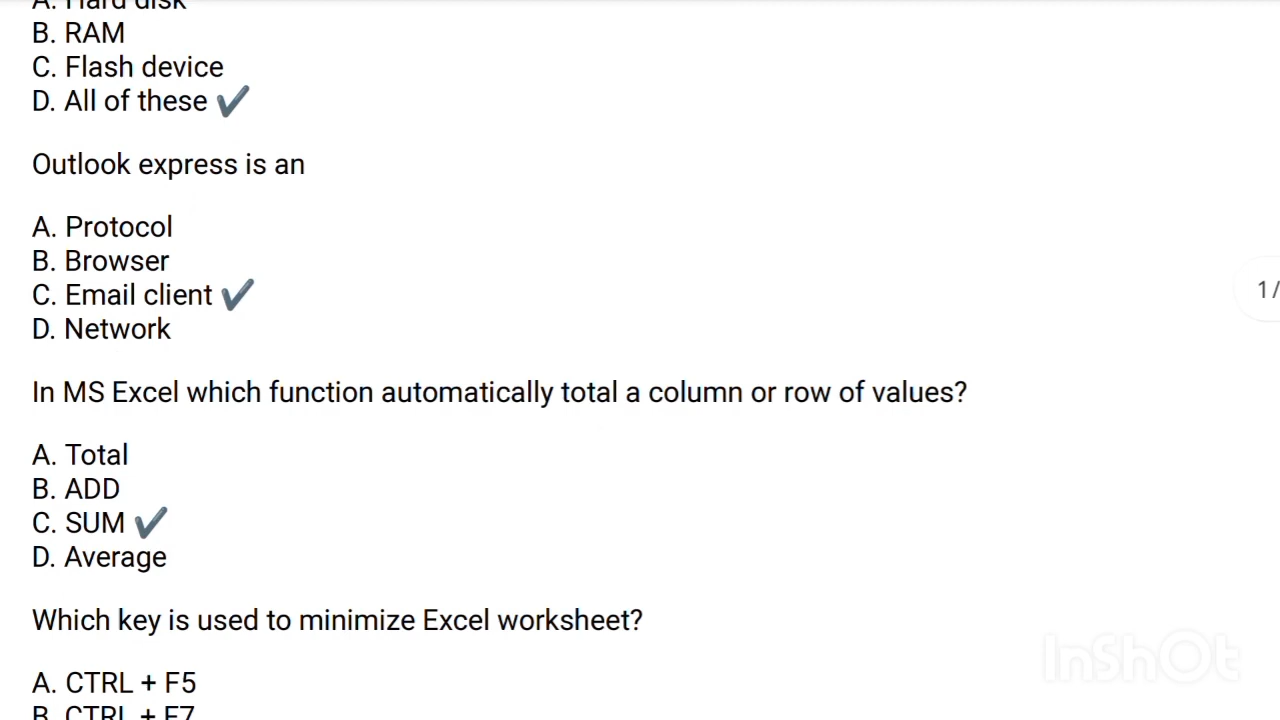 A. Hard disk
B. RAM
C. Flash device
D. All of these ✔
Outlook express is an
A. Protocol
B. Browser
C. Email client ✔
D. Network
1/
In MS Excel which function automatically total a column or row of values?
A. Total
B. ADD
C. SUM ✔
D. Average
Which key is used to minimize Excel worksheet?
InShOt
A. CTRL + F5
B. CTRL + F7